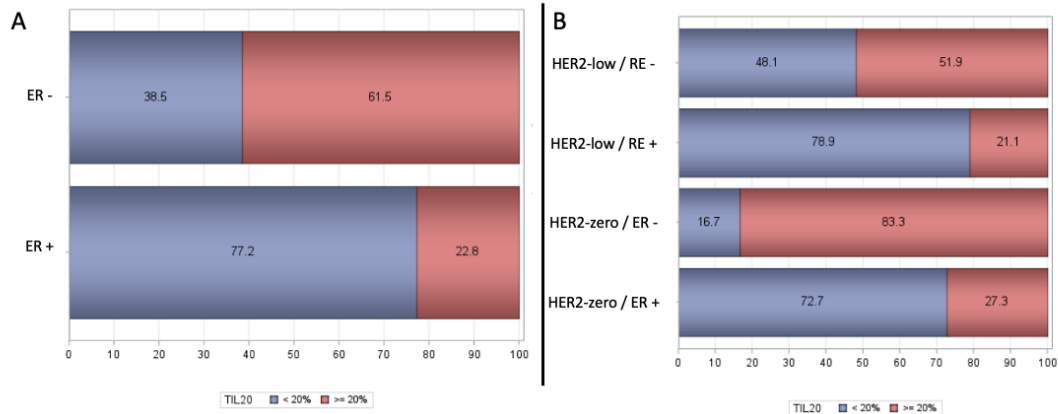 A
ER -
38.5 61.5
ER +
77.2 22.8
0 10 20 30 40 50 60 70 80 90 100
TIL20 < 20% >= 20%
B
HER2-low / RE -
48.1 51.9
HER2-low / RE +
78.9 21.1
HER2-zero / ER -
16.7 83.3
HER2-zero / ER +
72.7 27.3
0 10 20 30 40 50 60 70 80 90 100
TIL20 < 20% >= 20%